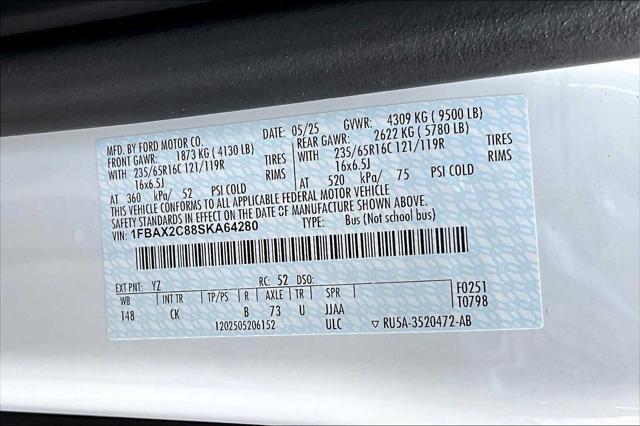 MFD. BY FORD MOTOR CO. DATE: 05/25 GVWR: 4309 KG ( 9500 LB)
FRONT GAWR: 1873 KG ( 4130 LB) REAR GAWR: 2622 KG ( 5780 LB)
WITH 235/65R16C 121/119R TIRES WITH 235/65R16C 121/119R TIRES
16x6.5J RIMS 16x6.5J RIMS
AT 360 kPa/ 52 PSI COLD AT 520 kPa/ 75 PSI COLD
THIS VEHICLE CONFORMS TO ALL APPLICABLE FEDERAL MOTOR VEHICLE
SAFETY STANDARDS IN EFFECT ON THE DATE OF MANUFACTURE SHOWN ABOVE.
VIN: 1FBAX2C88SKA64280 TYPE: Bus (Not school bus)
EXT PNT: YZ RC: 52 DSO:
WB INT TR TP/PS R AXLE TR SPR F0251
148 CK B 73 U JJAA T0798
1202505206152 ULC ▽ RU5A-3520472-AB